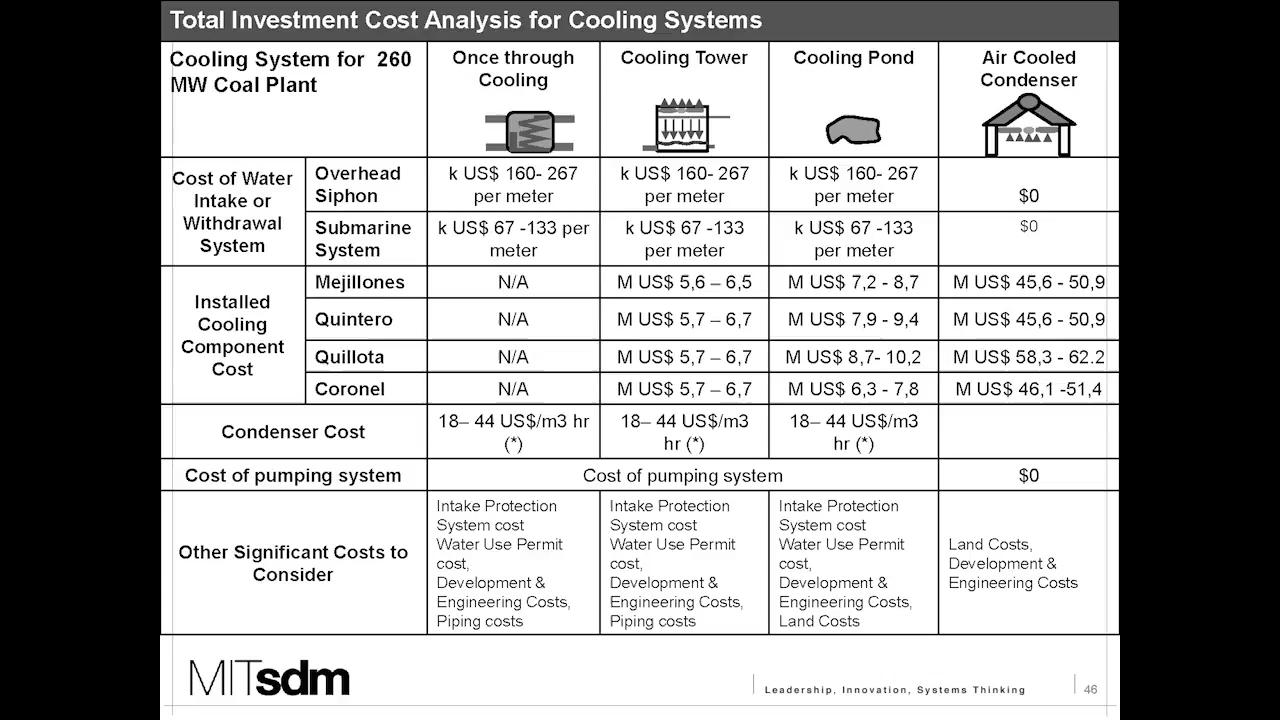 Total Investment Cost Analysis for Cooling Systems
Cooling System for 260
MW Coal Plant
Once through
Cooling
Cooling Tower
Cooling Pond
Air Cooled
Condenser
Cost of Water
Intake or
Withdrawal
System
Overhead
Siphon
k US$ 160- 267
per meter
k US$ 160- 267
per meter
k US$ 160- 267
per meter
$0
Submarine
System
k US$ 67 -133 per
meter
k US$ 67 -133
per meter
k US$ 67 -133
per meter
$0
Installed
Cooling
Component
Cost
Mejillones
N/A
M US$ 5,6 – 6,5
M US$ 7,2 - 8,7
M US$ 45,6 - 50,9
Quintero
N/A
M US$ 5,7 – 6,7
M US$ 7,9 - 9,4
M US$ 45,6 - 50,9
Quillota
N/A
M US$ 5,7 – 6,7
M US$ 8,7- 10,2
M US$ 58,3 - 62.2
Coronel
N/A
M US$ 5,7 – 6,7
M US$ 6,3 - 7,8
M US$ 46,1 -51,4
Condenser Cost
18– 44 US$/m3 hr
(*)
18– 44 US$/m3
hr (*)
18– 44 US$/m3
hr (*)
Cost of pumping system
Cost of pumping system
$0
Other Significant Costs to
Consider
Intake Protection
System cost
Water Use Permit
cost,
Development &
Engineering Costs,
Piping costs
Intake Protection
System cost
Water Use Permit
cost,
Development &
Engineering Costs,
Piping costs
Intake Protection
System cost
Water Use Permit
cost,
Development &
Engineering Costs,
Land Costs
Land Costs,
Development &
Engineering Costs
MITsdm
Leadership, Innovation, Systems Thinking
46